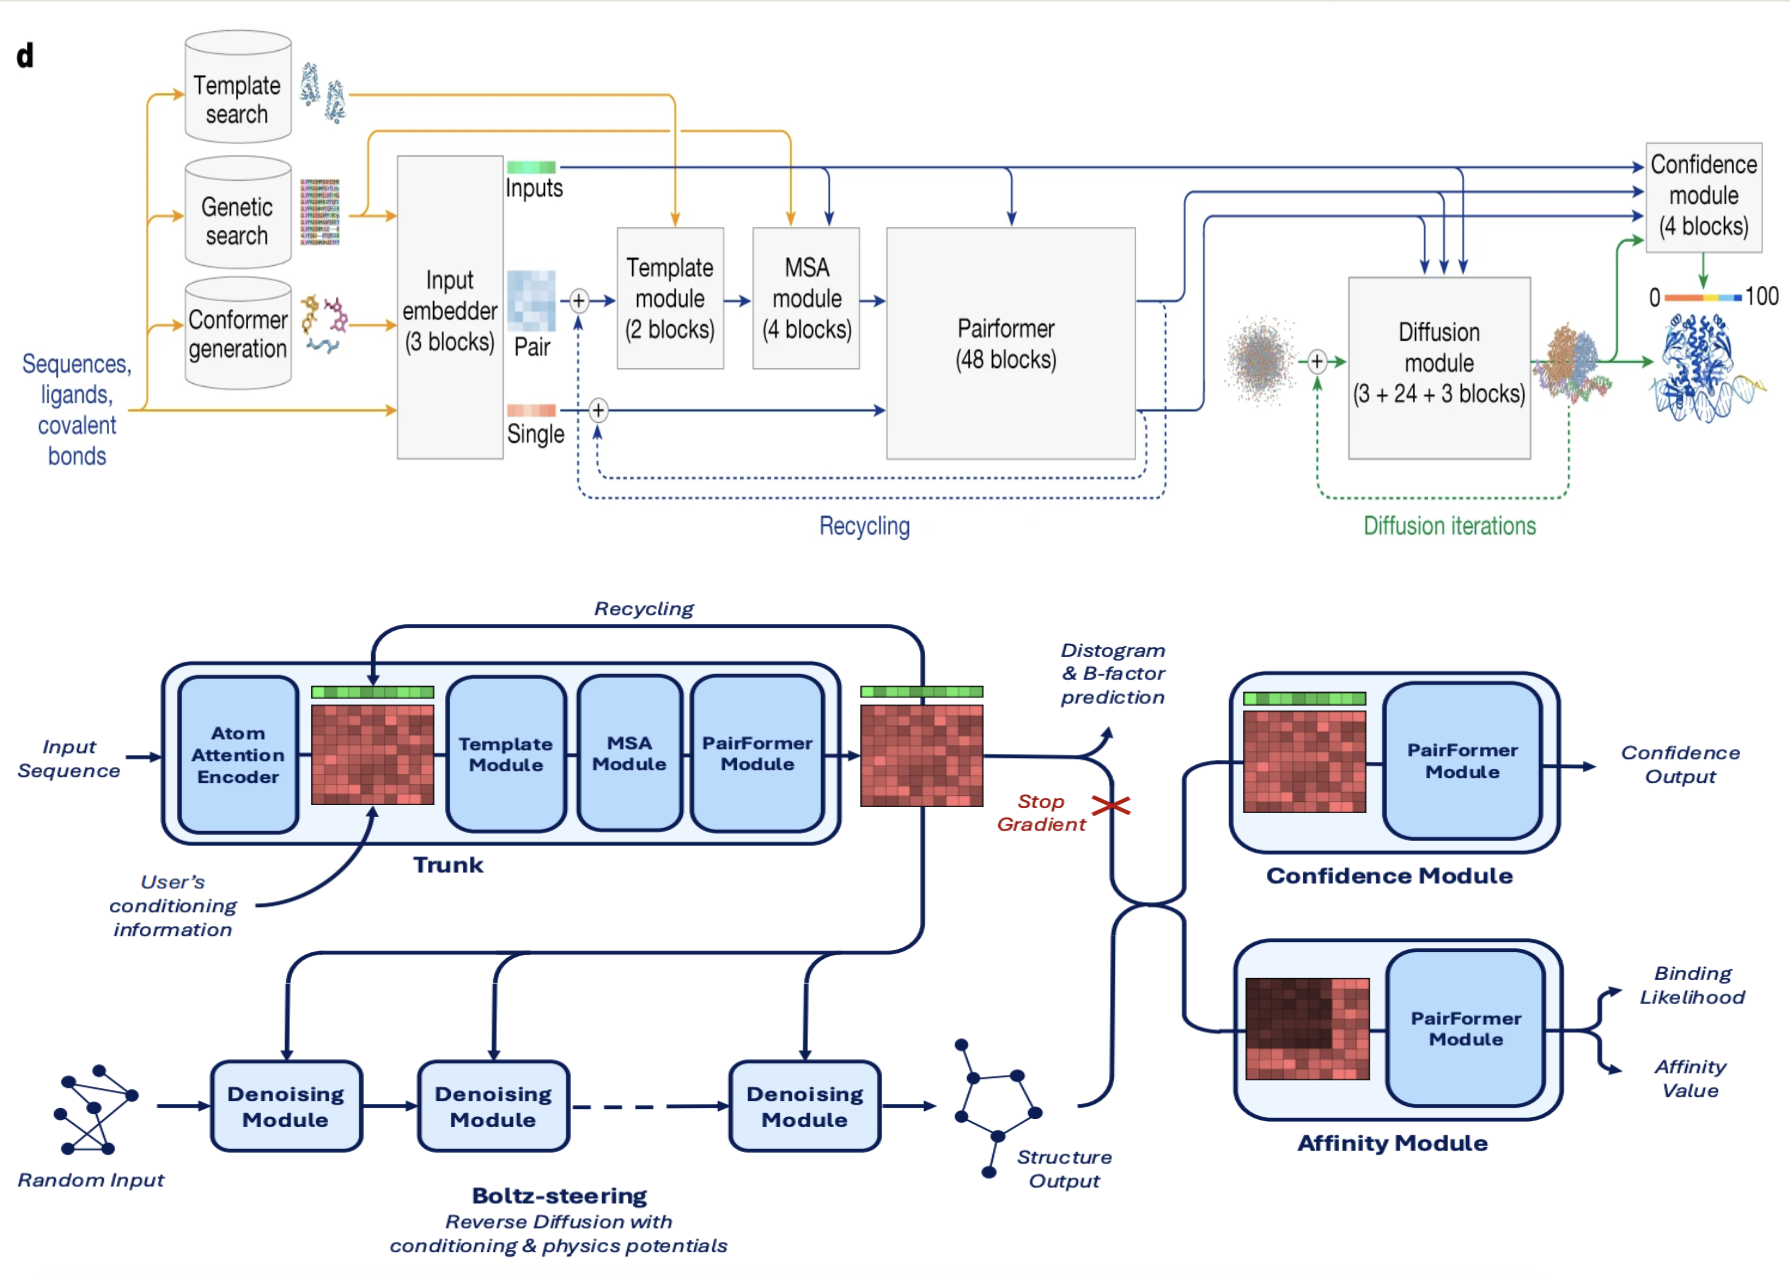 d
Template
search
Genetic
search
Conformer
generation
Sequences,
ligands,
covalent
bonds
Input
embedder
(3 blocks)
Inputs
Pair
Single
+
+
Template
module
(2 blocks)
MSA
module
(4 blocks)
Pairformer
(48 blocks)
Recycling
+
Diffusion
module
(3 + 24 + 3 blocks)
Diffusion iterations
Confidence
module
(4 blocks)
0
100
Recycling
Input
Sequence
Atom
Attention
Encoder
Template
Module
MSA
Module
PairFormer
Module
Trunk
User's
conditioning
information
Distogram
& B-factor
prediction
Stop
Gradient
PairFormer
Module
Confidence Module
Confidence
Output
PairFormer
Module
Affinity Module
Binding
Likelihood
Affinity
Value
Random Input
Denoising
Module
Denoising
Module
Denoising
Module
Structure
Output
Boltz-steering
Reverse Diffusion with
conditioning & physics potentials